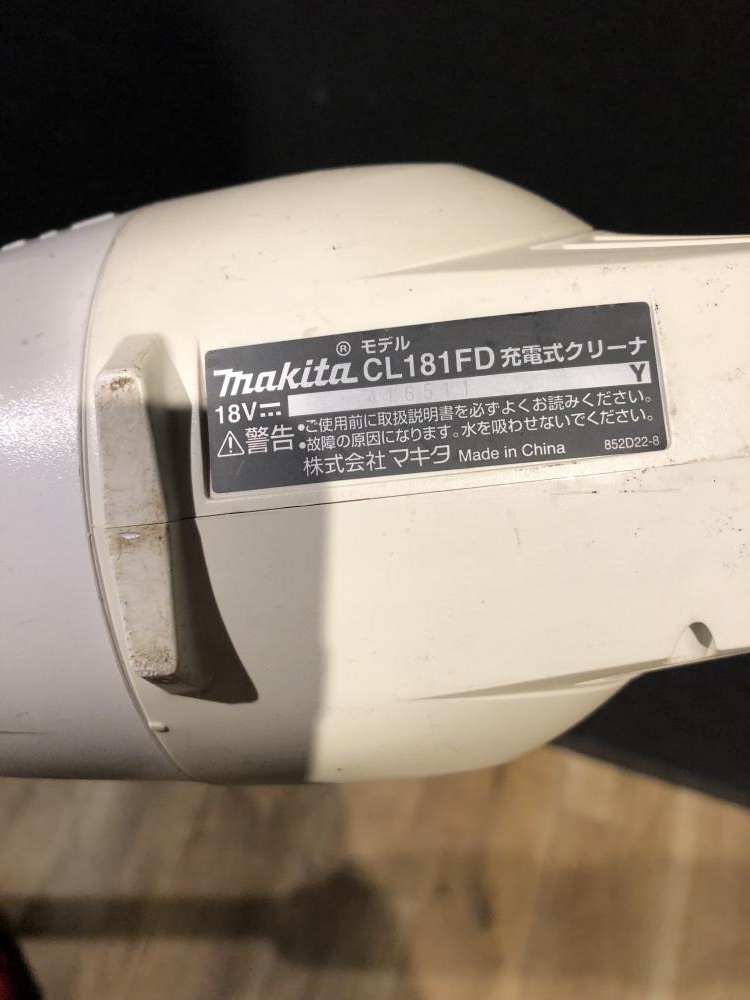 makita® モデル CL181FD 充電式クリーナ
18V⎓ 416511 Y
⚠警告 •ご使用前に取扱説明書を必ずよくお読みください。
•故障の原因になります。水を吸わせないでください。
株式会社マキタ Made in China 852D22-8